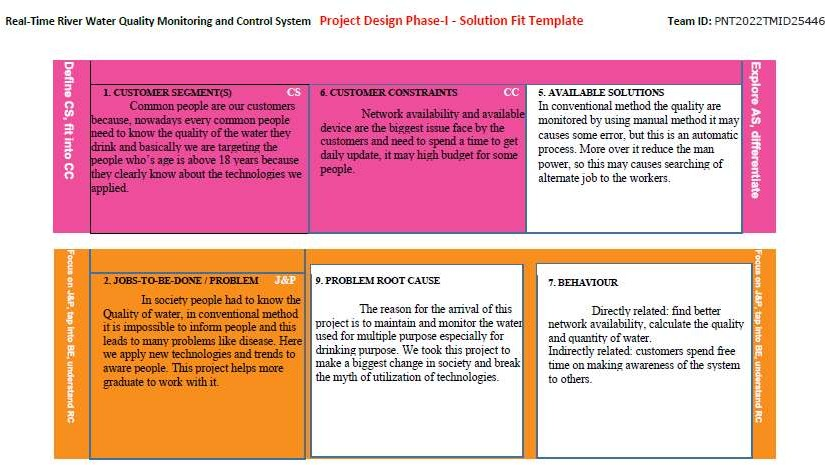 Real-Time River Water Quality Monitoring and Control System Project Design Phase-I - Solution Fit Template Team ID: PNT2022TMID25446
Define CS, fit into CC
1. CUSTOMER SEGMENT(S) CS
Common people are our customers
because, nowadays every common people
need to know the quality of the water they
drink and basically we are targeting the
people who's age is above 18 years because
they clearly know about the technologies we
applied.
6. CUSTOMER CONSTRAINTS CC
Network availability and available
device are the biggest issue face by the
customers and need to spend a time to get
daily update, it may high budget for some
people.
5. AVAILABLE SOLUTIONS
In conventional method the quality are
monitored by using manual method it may
causes some error, but this is an automatic
process. More over it reduce the man
power, so this may causes searching of
alternate job to the workers.
Explore AS, differentiate
Focus on J&P, tap into BE, understand RC
2. JOBS-TO-BE-DONE / PROBLEM J&P
In society people had to know the
Quality of water, in conventional method
it is impossible to inform people and this
leads to many problems like disease. Here
we apply new technologies and trends to
aware people. This project helps more
graduate to work with it.
9. PROBLEM ROOT CAUSE
The reason for the arrival of this
project is to maintain and monitor the water
used for multiple purpose especially for
drinking purpose. We took this project to
make a biggest change in society and break
the myth of utilization of technologies.
7. BEHAVIOUR
Directly related: find better
network availability, calculate the quality
and quantity of water.
Indirectly related: customers spend free
time on making awareness of the system
to others.
Focus on J&P, tap into BE, understand RC